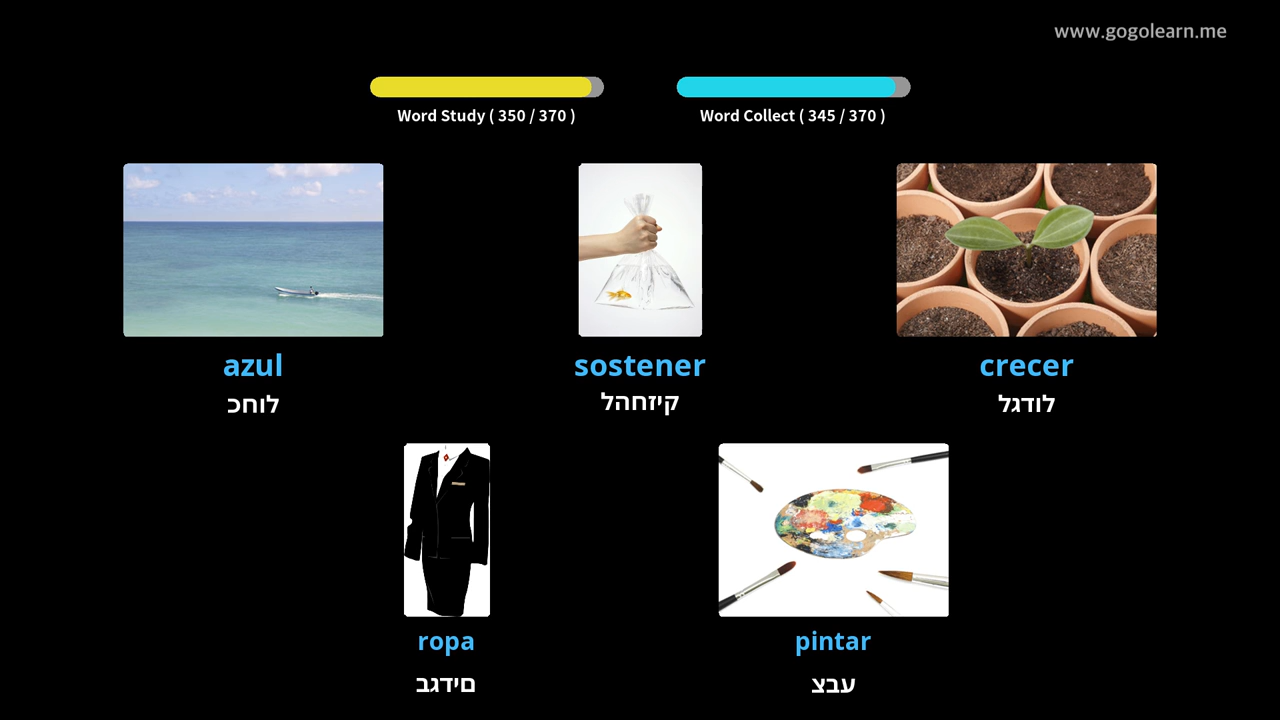 www.gogolearn.me
Word Study ( 350 / 370 )
Word Collect ( 345 / 370 )
azul
לוחכ
sostener
קיזחהל
crecer
לודגל
ropa
םידגב
pintar
עבצ